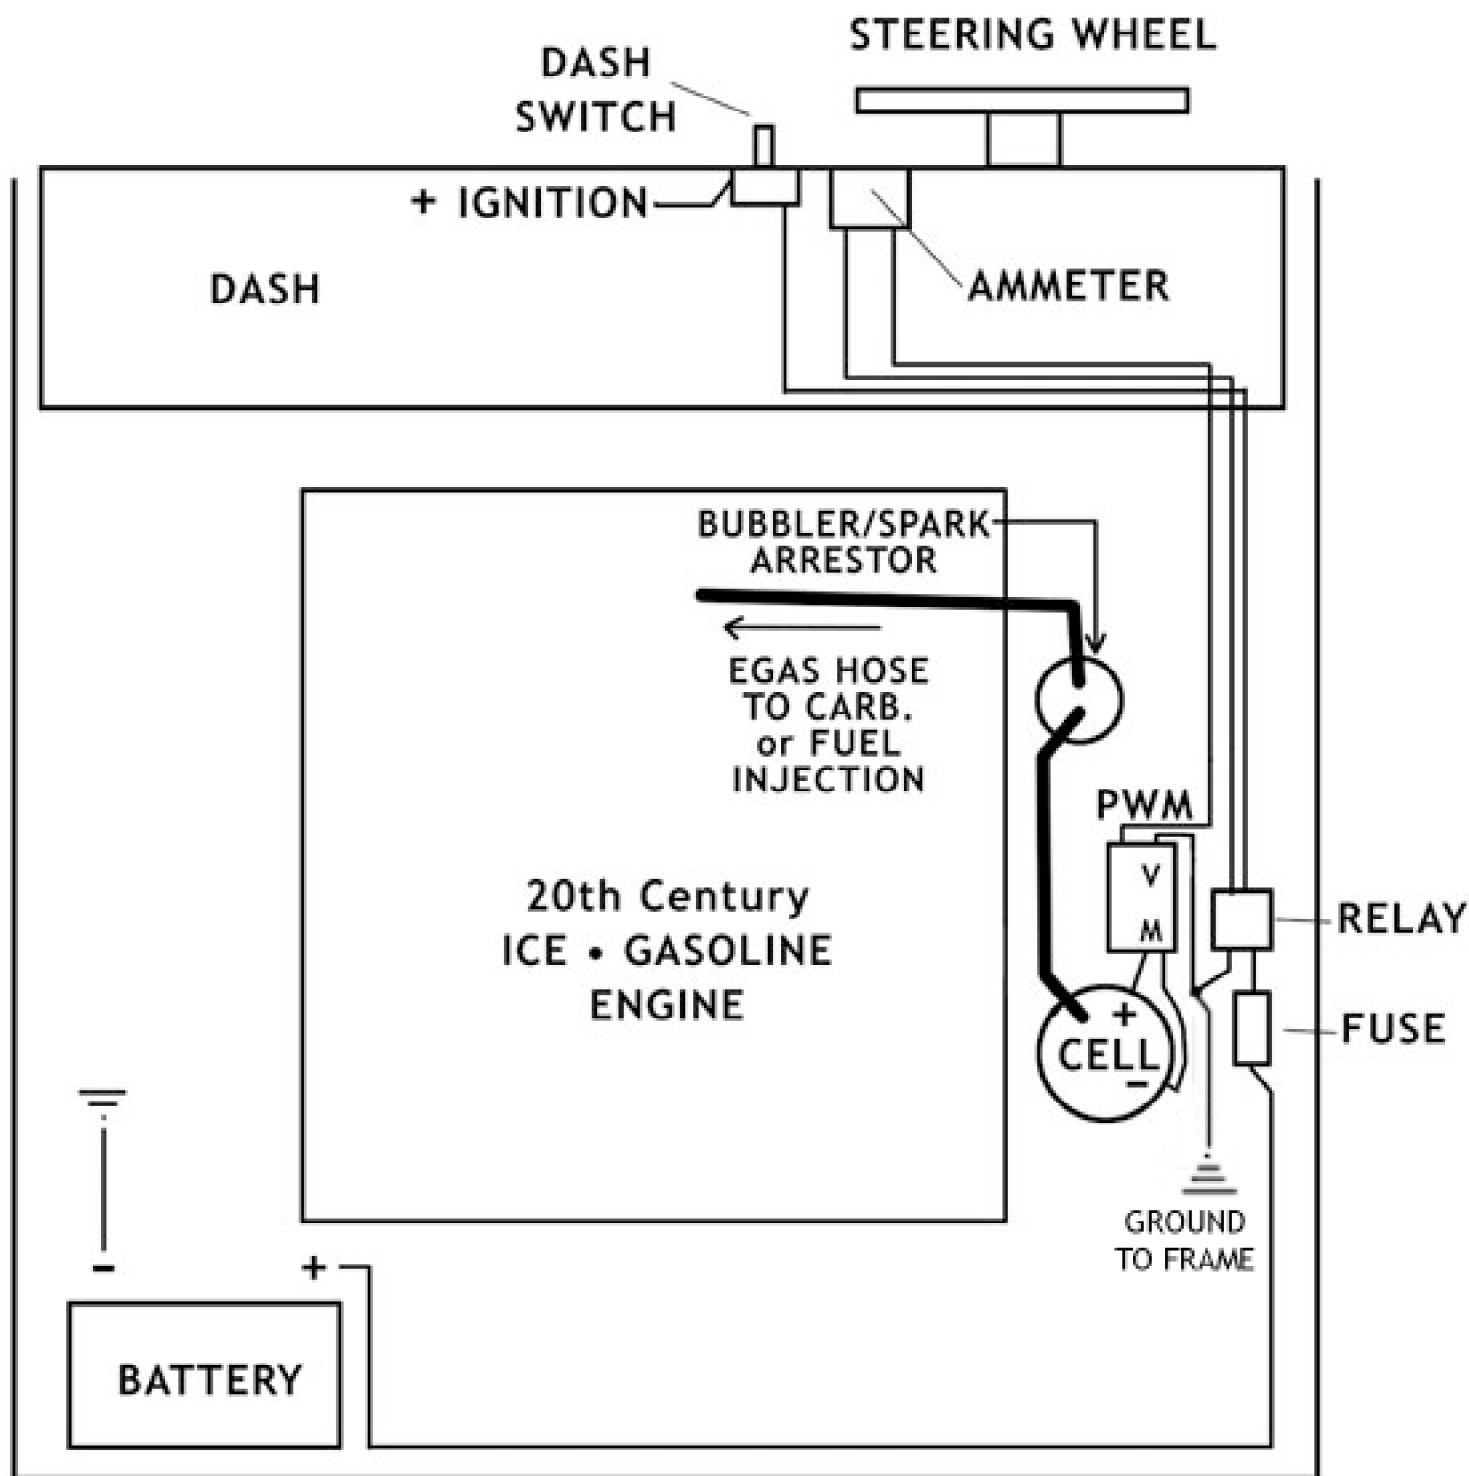 STEERING WHEEL
DASH
SWITCH
+ IGNITION
DASH
AMMETER
BUBBLER/SPARK
ARRESTOR
EGAS HOSE
TO CARB.
or FUEL
INJECTION
PWM
V
M
20th Century
ICE • GASOLINE
ENGINE
RELAY
+
CELL
-
FUSE
GROUND
TO FRAME
- +
BATTERY